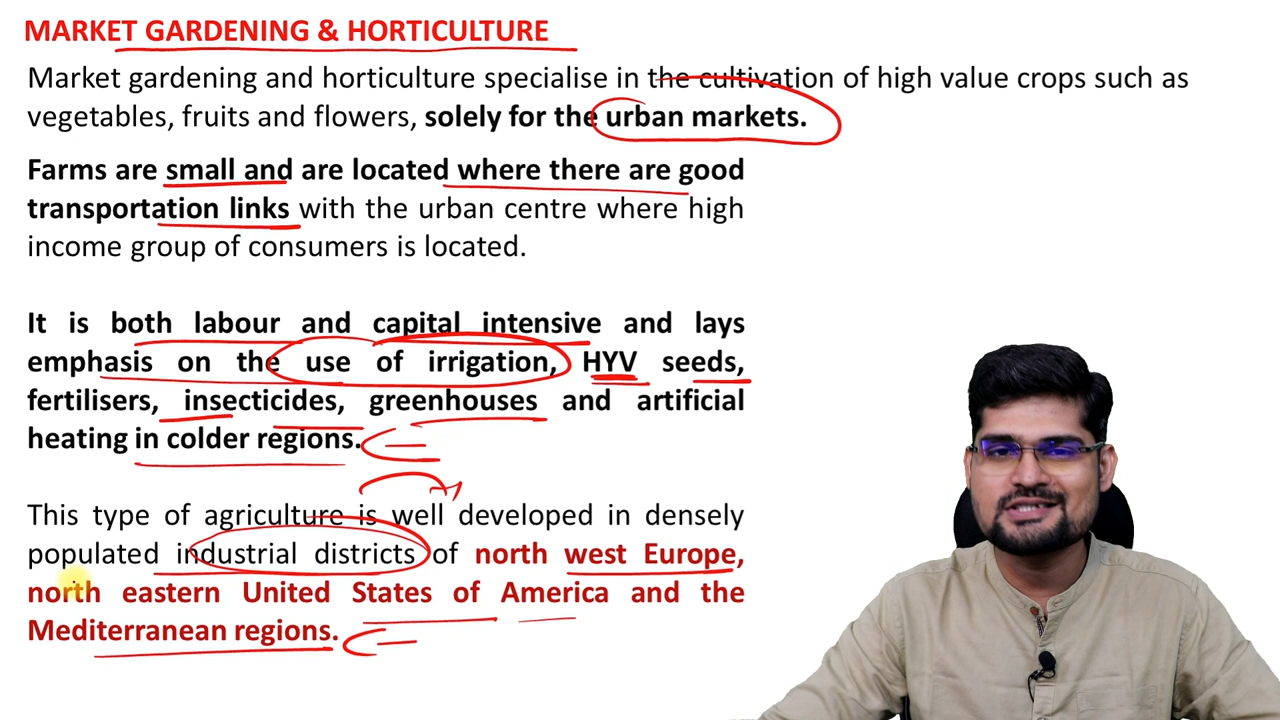 MARKET GARDENING & HORTICULTURE
Market gardening and horticulture specialise in the cultivation of high value crops such as
vegetables, fruits and flowers, solely for the urban markets.
Farms are small and are located where there are good
transportation links with the urban centre where high
income group of consumers is located.
It is both labour and capital intensive and lays
emphasis on the use of irrigation, HYV seeds,
fertilisers, insecticides, greenhouses and artificial
heating in colder regions.
This type of agriculture is well developed in densely
populated industrial districts of north west Europe,
north eastern United States of America and the
Mediterranean regions.